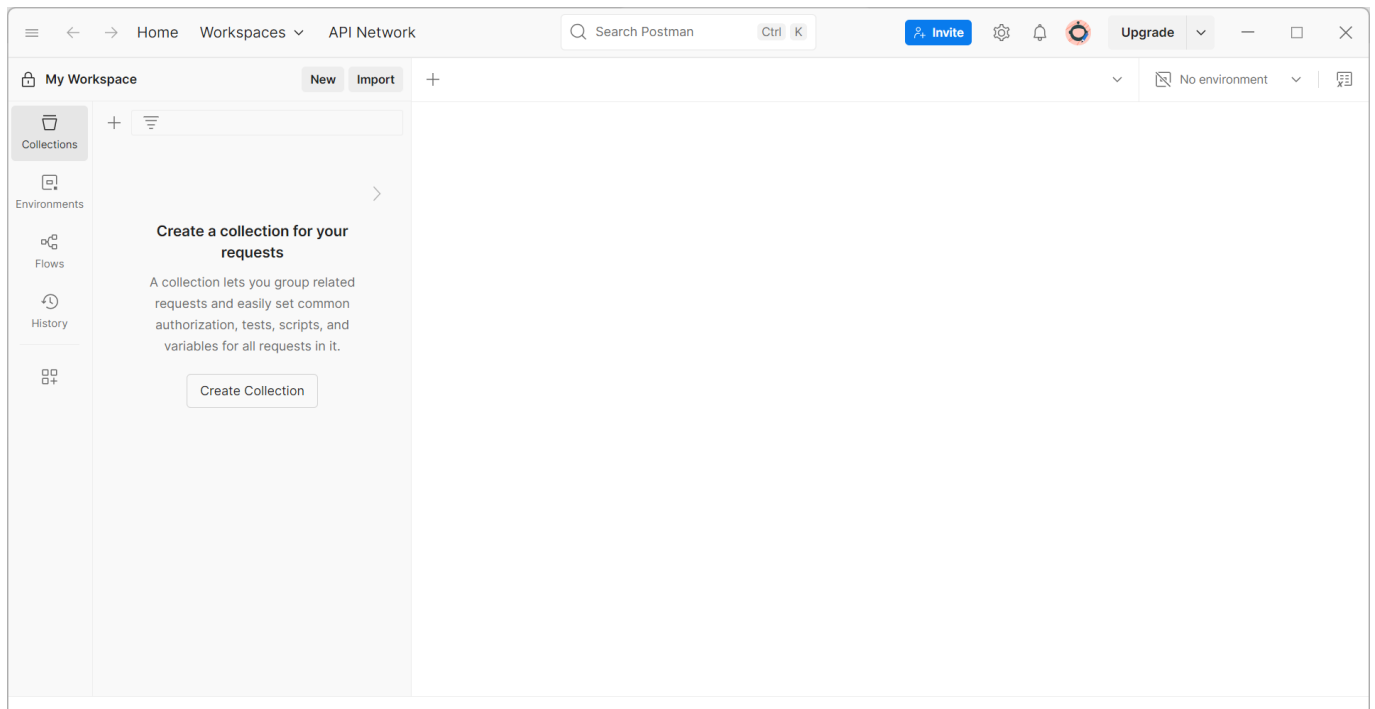 Home Workspaces API Network Search Postman Ctrl K Invite Upgrade
My Workspace New Import No environment
Collections
Environments
Flows
History
Create a collection for your
requests
A collection lets you group related
requests and easily set common
authorization, tests, scripts, and
variables for all requests in it.
Create Collection